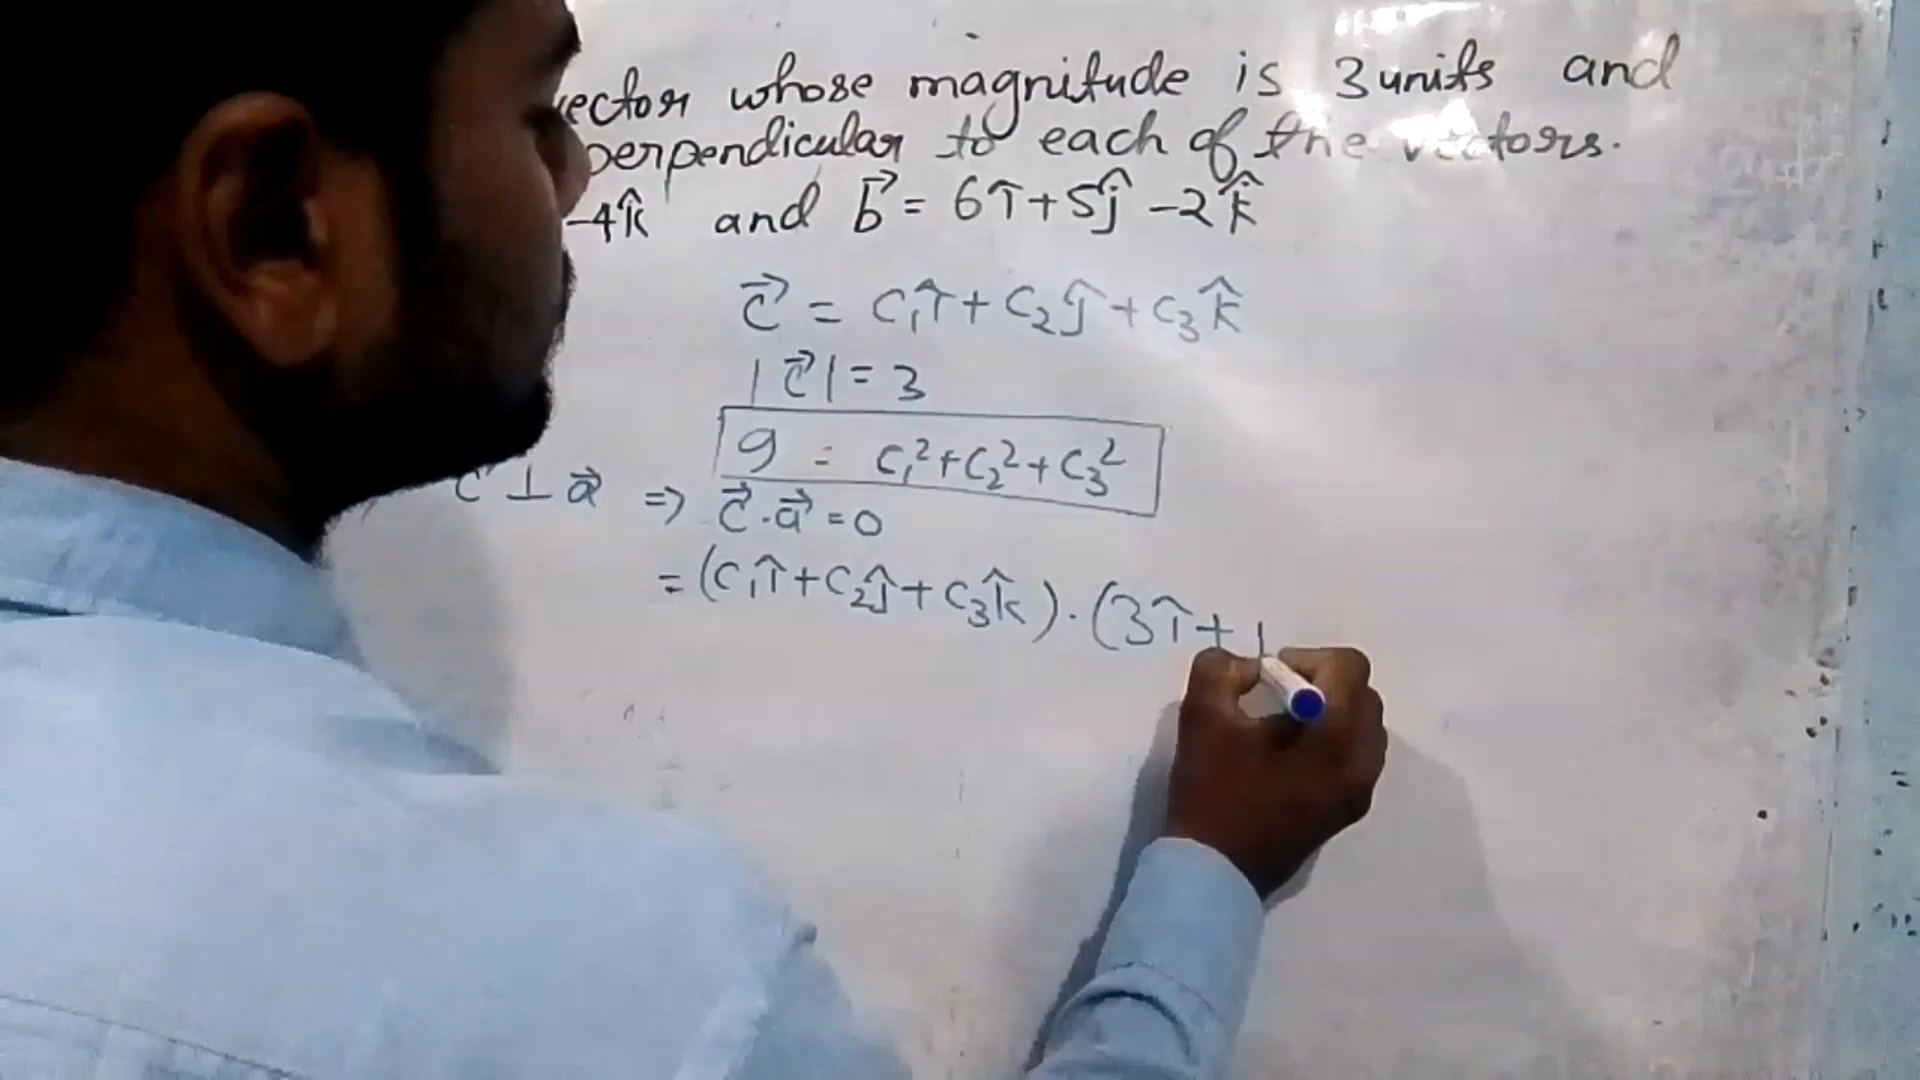 vector whose magnitude is 3 units and
perpendicular to each of the vectors.
-4k̂ and b⃗ = 6î+5ĵ-2k̂
c⃗ = c₁î+c₂ĵ+c₃k̂
|c⃗| = 3
9 = c₁²+c₂²+c₃²
c⃗ ⊥ a⃗ => c⃗.a⃗ = 0
= (c₁î+c₂ĵ+c₃k̂).(3î+